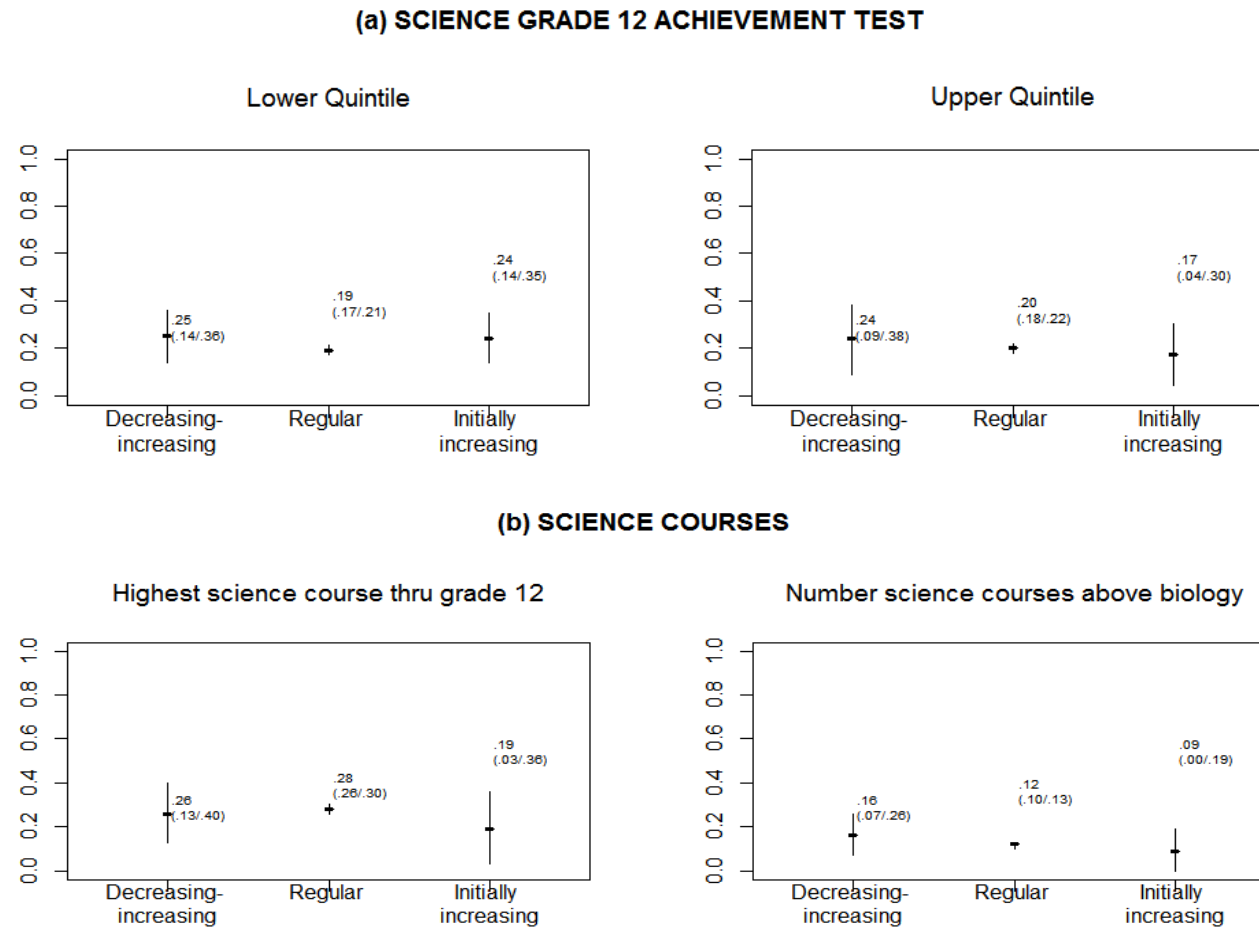 (a) SCIENCE GRADE 12 ACHIEVEMENT TEST
Lower Quintile
1.0
0.8
0.6
0.4
0.2
0.0
.25
(.14/.36)
.19
(.17/.21)
.24
(.14/.35)
Decreasing-
increasing
Regular
Initially
increasing
Upper Quintile
1.0
0.8
0.6
0.4
0.2
0.0
.24
(.09/.38)
.20
(.18/.22)
.17
(.04/.30)
Decreasing-
increasing
Regular
Initially
increasing
(b) SCIENCE COURSES
Highest science course thru grade 12
1.0
0.8
0.6
0.4
0.2
0.0
.26
(.13/.40)
.28
(.26/.30)
.19
(.03/.36)
Decreasing-
increasing
Regular
Initially
increasing
Number science courses above biology
1.0
0.8
0.6
0.4
0.2
0.0
.16
(.07/.26)
.12
(.10/.13)
.09
(.00/.19)
Decreasing-
increasing
Regular
Initially
increasing